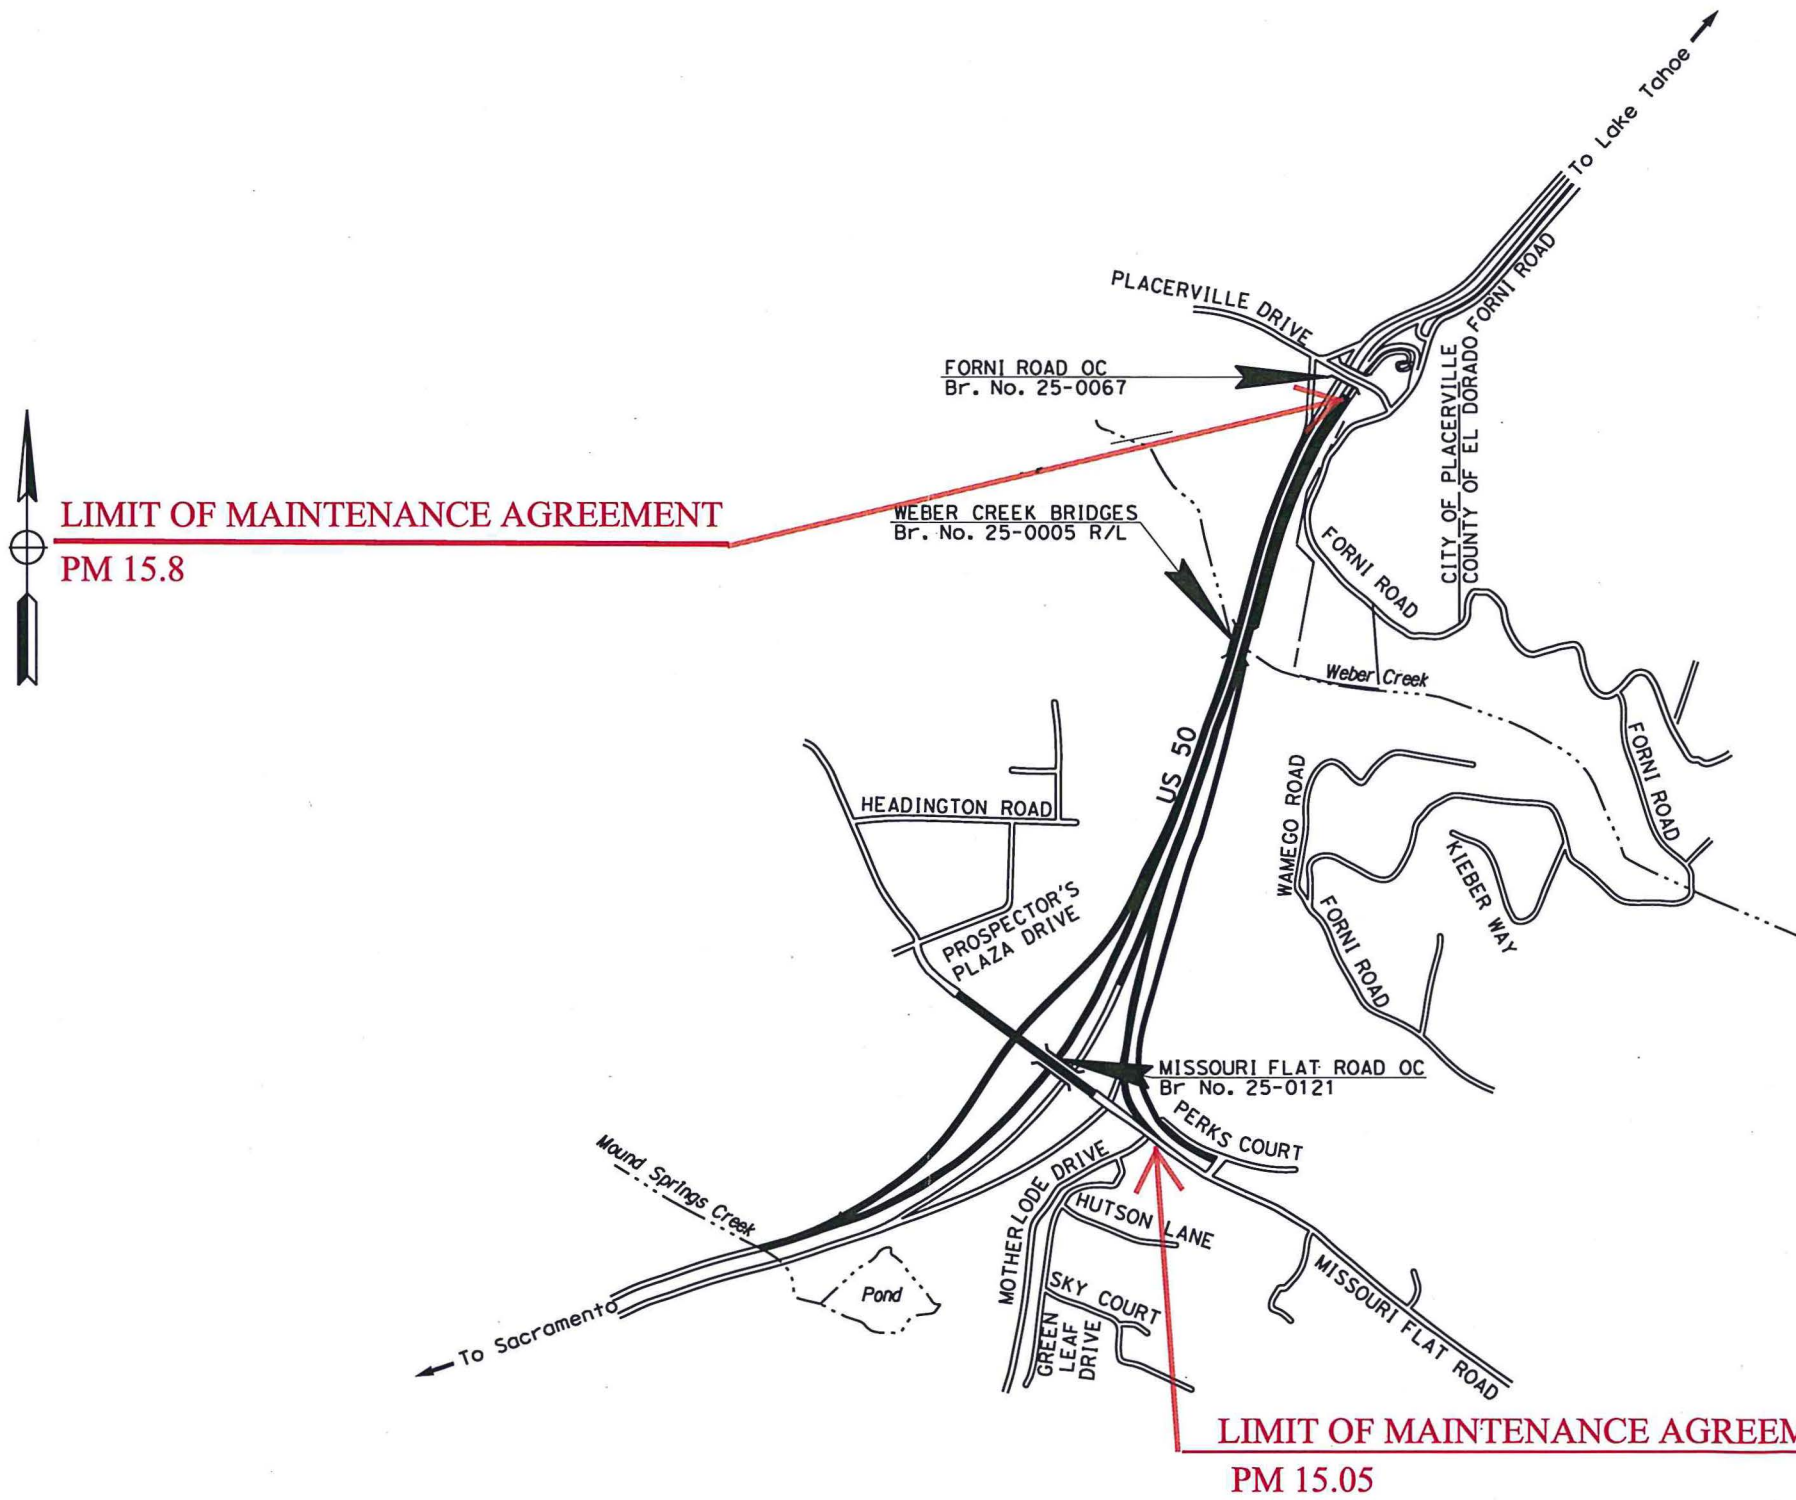 To Lake Tahoe
PLACERVILLE DRIVE
FORNI ROAD
FORNI ROAD OC
Br. No. 25-0067
CITY OF PLACERVILLE
COUNTY OF EL DORADO
LIMIT OF MAINTENANCE AGREEMENT
PM 15.8
WEBER CREEK BRIDGES
Br. No. 25-0005 R/L
FORNI ROAD
Weber Creek
US 50
FORNI ROAD
HEADINGTON ROAD
WAMEGO ROAD
KIEBER WAY
PROSPECTOR'S
PLAZA DRIVE
FORNI ROAD
MISSOURI FLAT ROAD OC
Br No. 25-0121
PERKS COURT
Mound Springs Creek
MOTHERLODE DRIVE
HUTSON LANE
Pond
SKY COURT
MISSOURI FLAT ROAD
GREEN
LEAF
DRIVE
To Sacramento
LIMIT OF MAINTENANCE AGREEM
PM 15.05